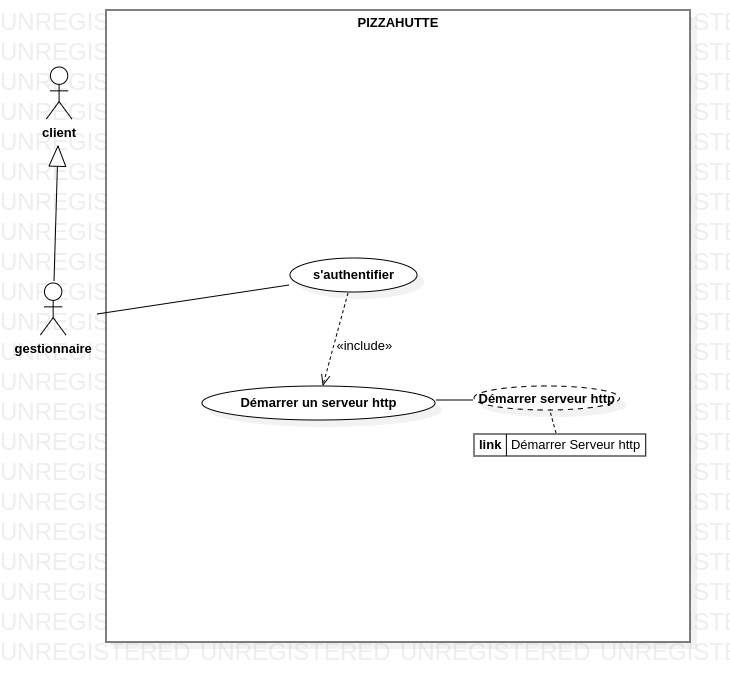 PIZZAHUTTE
client
s'authentifier
gestionnaire
«include»
Démarrer un serveur http
Démarrer serveur http
link Démarrer Serveur http
UNREGISTERED UNREGISTERED UNREGISTERED UNREGISTE